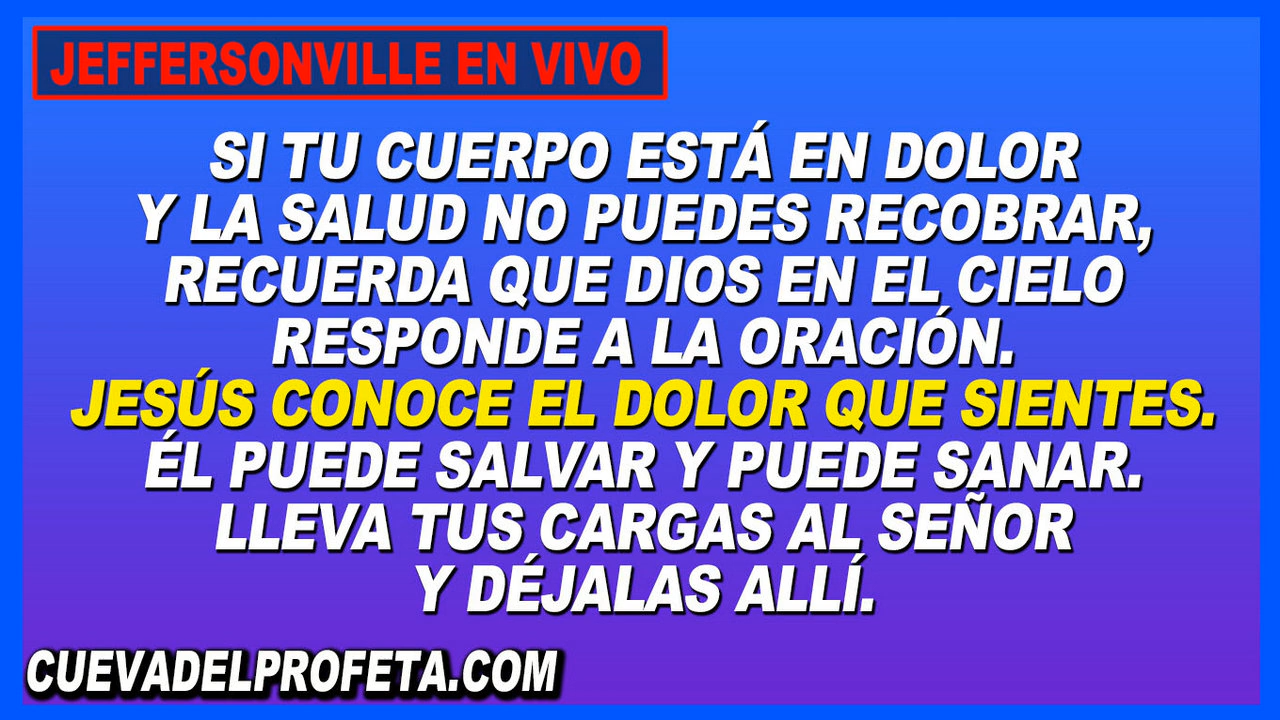 JEFFERSONVILLE EN VIVO
SI TU CUERPO ESTÁ EN DOLOR
Y LA SALUD NO PUEDES RECOBRAR,
RECUERDA QUE DIOS EN EL CIELO
RESPONDE A LA ORACIÓN.
JESÚS CONOCE EL DOLOR QUE SIENTES.
ÉL PUEDE SALVAR Y PUEDE SANAR.
LLEVA TUS CARGAS AL SEÑOR
Y DÉJALAS ALLÍ.
CUEVADELPROFETA.COM